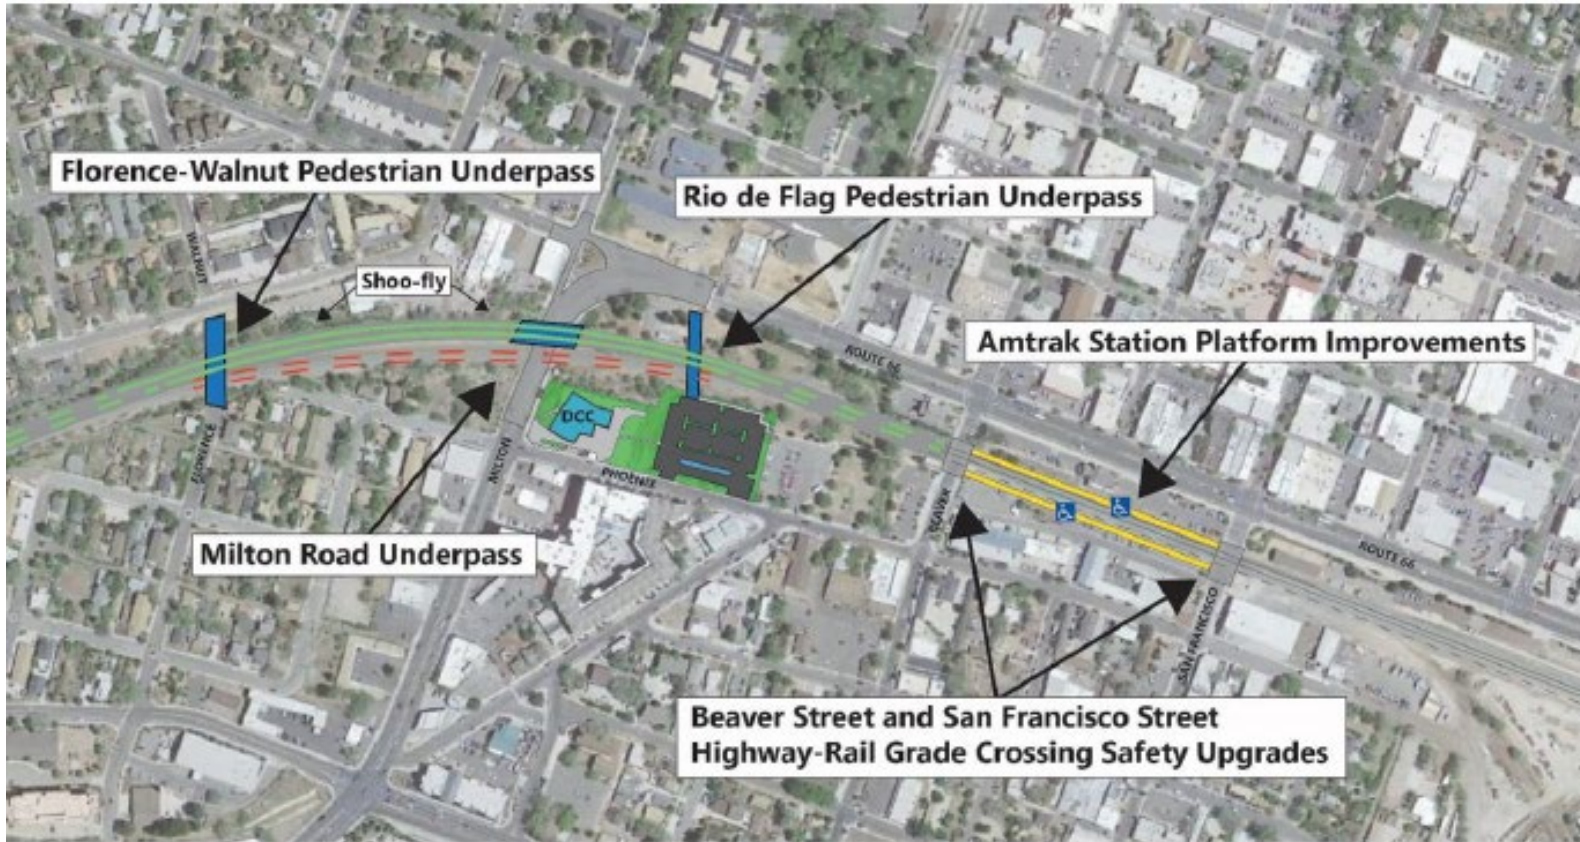 Florence-Walnut Pedestrian Underpass
Rio de Flag Pedestrian Underpass
WALNUT
Shoo-fly
Amtrak Station Platform Improvements
ROUTE 66
DCC
FLORENCE
MILTON
PHOENIX
BEAVER
Milton Road Underpass
ROUTE 66
SAN FRANCISCO
Beaver Street and San Francisco Street
Highway-Rail Grade Crossing Safety Upgrades